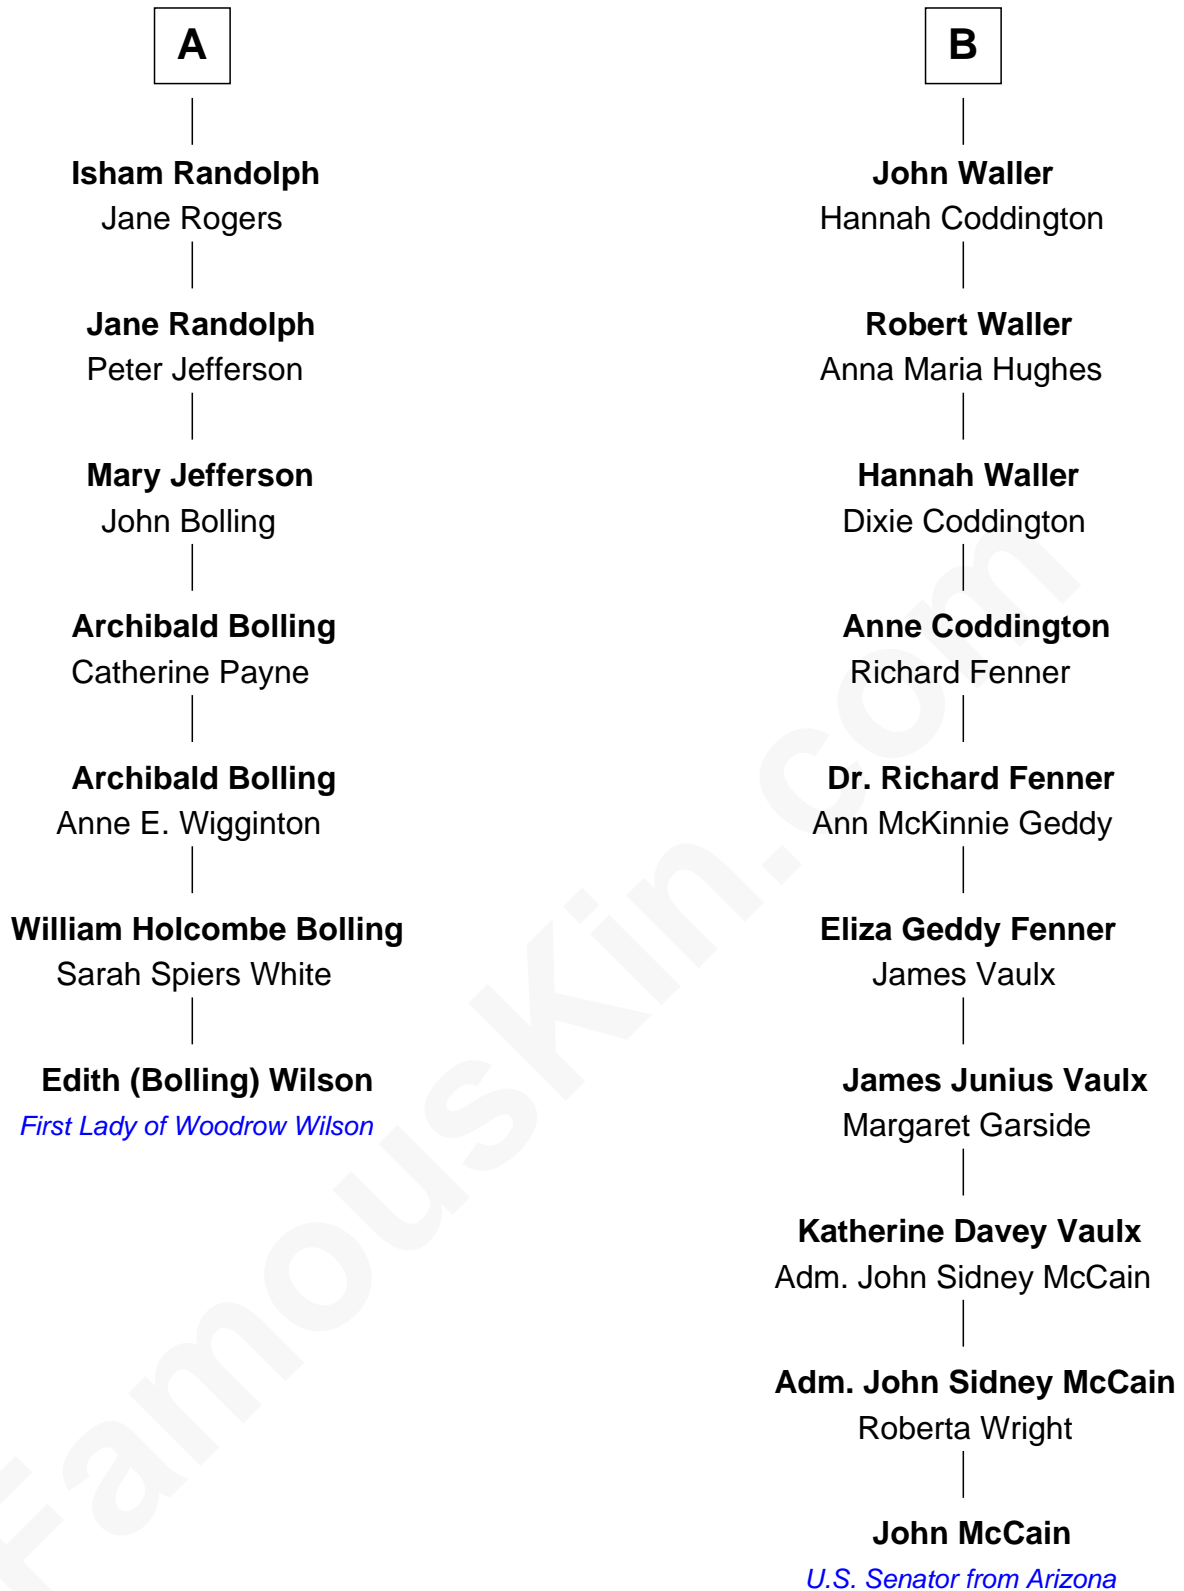 A
Isham Randolph
Jane Rogers
Jane Randolph
Peter Jefferson
Mary Jefferson
John Bolling
Archibald Bolling
Catherine Payne
Archibald Bolling
Anne E. Wigginton
William Holcombe Bolling
Sarah Spiers White
Edith (Bolling) Wilson
First Lady of Woodrow Wilson
B
John Waller
Hannah Coddington
Robert Waller
Anna Maria Hughes
Hannah Waller
Dixie Coddington
Anne Coddington
Richard Fenner
Dr. Richard Fenner
Ann McKinnie Geddy
Eliza Geddy Fenner
James Vaulx
James Junius Vaulx
Margaret Garside
Katherine Davey Vaulx
Adm. John Sidney McCain
Adm. John Sidney McCain
Roberta Wright
John McCain
U.S. Senator from Arizona
FamousKin.com